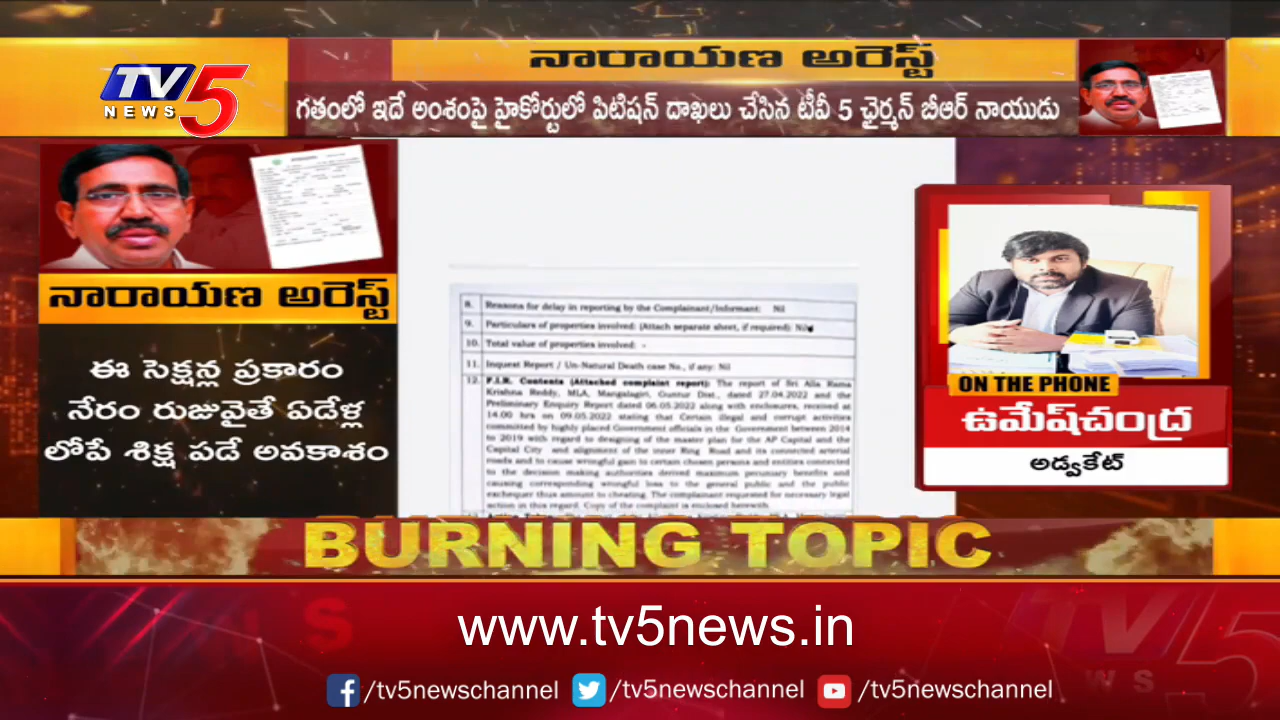 నారాయణ అరెస్ట్
TV5
NEWS
గతంలో ఇదే అంశంపై హైకోర్టులో పిటిషన్ దాఖలు చేసిన టీవీ 5 ఛైర్మన్ బీఆర్ నాయుడు
నారాయణ అరెస్ట్
ఈ సెక్షన్ల ప్రకారం
నేరం రుజువైతే ఏడేళ్ల
లోపే శిక్ష పడే అవకాశం
8. Reasons for delay in reporting by the Complainant/Informant: Nil
9. Particulars of properties involved: (Attach separate sheet, if required) Nil
10. Total value of properties involved: -
11. Inquest Report / Un-Natural Death case No., if any: Nil
12. F.I.R. Contents (Attached complaint report): The report of Sri Alla Rama
Krishna Reddy, MLA, Mangalagiri, Guntur Dist., dated 27.04.2022 and the
Preliminary Enquiry Report dated 06.05.2022 along with enclosures, received at
14.00 hrs on 09.05.2022 stating that Certain illegal and corrupt activities
committed by highly placed Government officials in the Government between 2014
to 2019 with regard to designing of the master plan for the AP Capital and the
Capital City and alignment of the inner Ring Road and its connected arterial
roads and to cause wrongful gain to certain chosen persons and entities connected
to the decision making authorities derived maximum pecuniary benefits and
causing corresponding wrongful loss to the general public and the public
exchequer thus amount to cheating. The complainant requested for necessary legal
action in this regard. Copy of the complaint is enclosed herewith.
ON THE PHONE
ఉమేష్‌చంద్ర
అడ్వకేట్
BURNING TOPIC
www.tv5news.in
/tv5newschannel /tv5newschannel /tv5newschannel